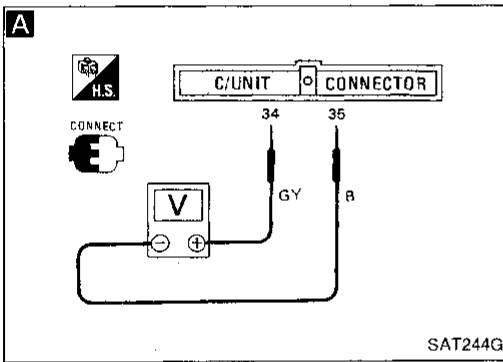 A
H.S.
C/UNIT CONNECTOR
CONNECT
34 35
GY B
V
SAT244G